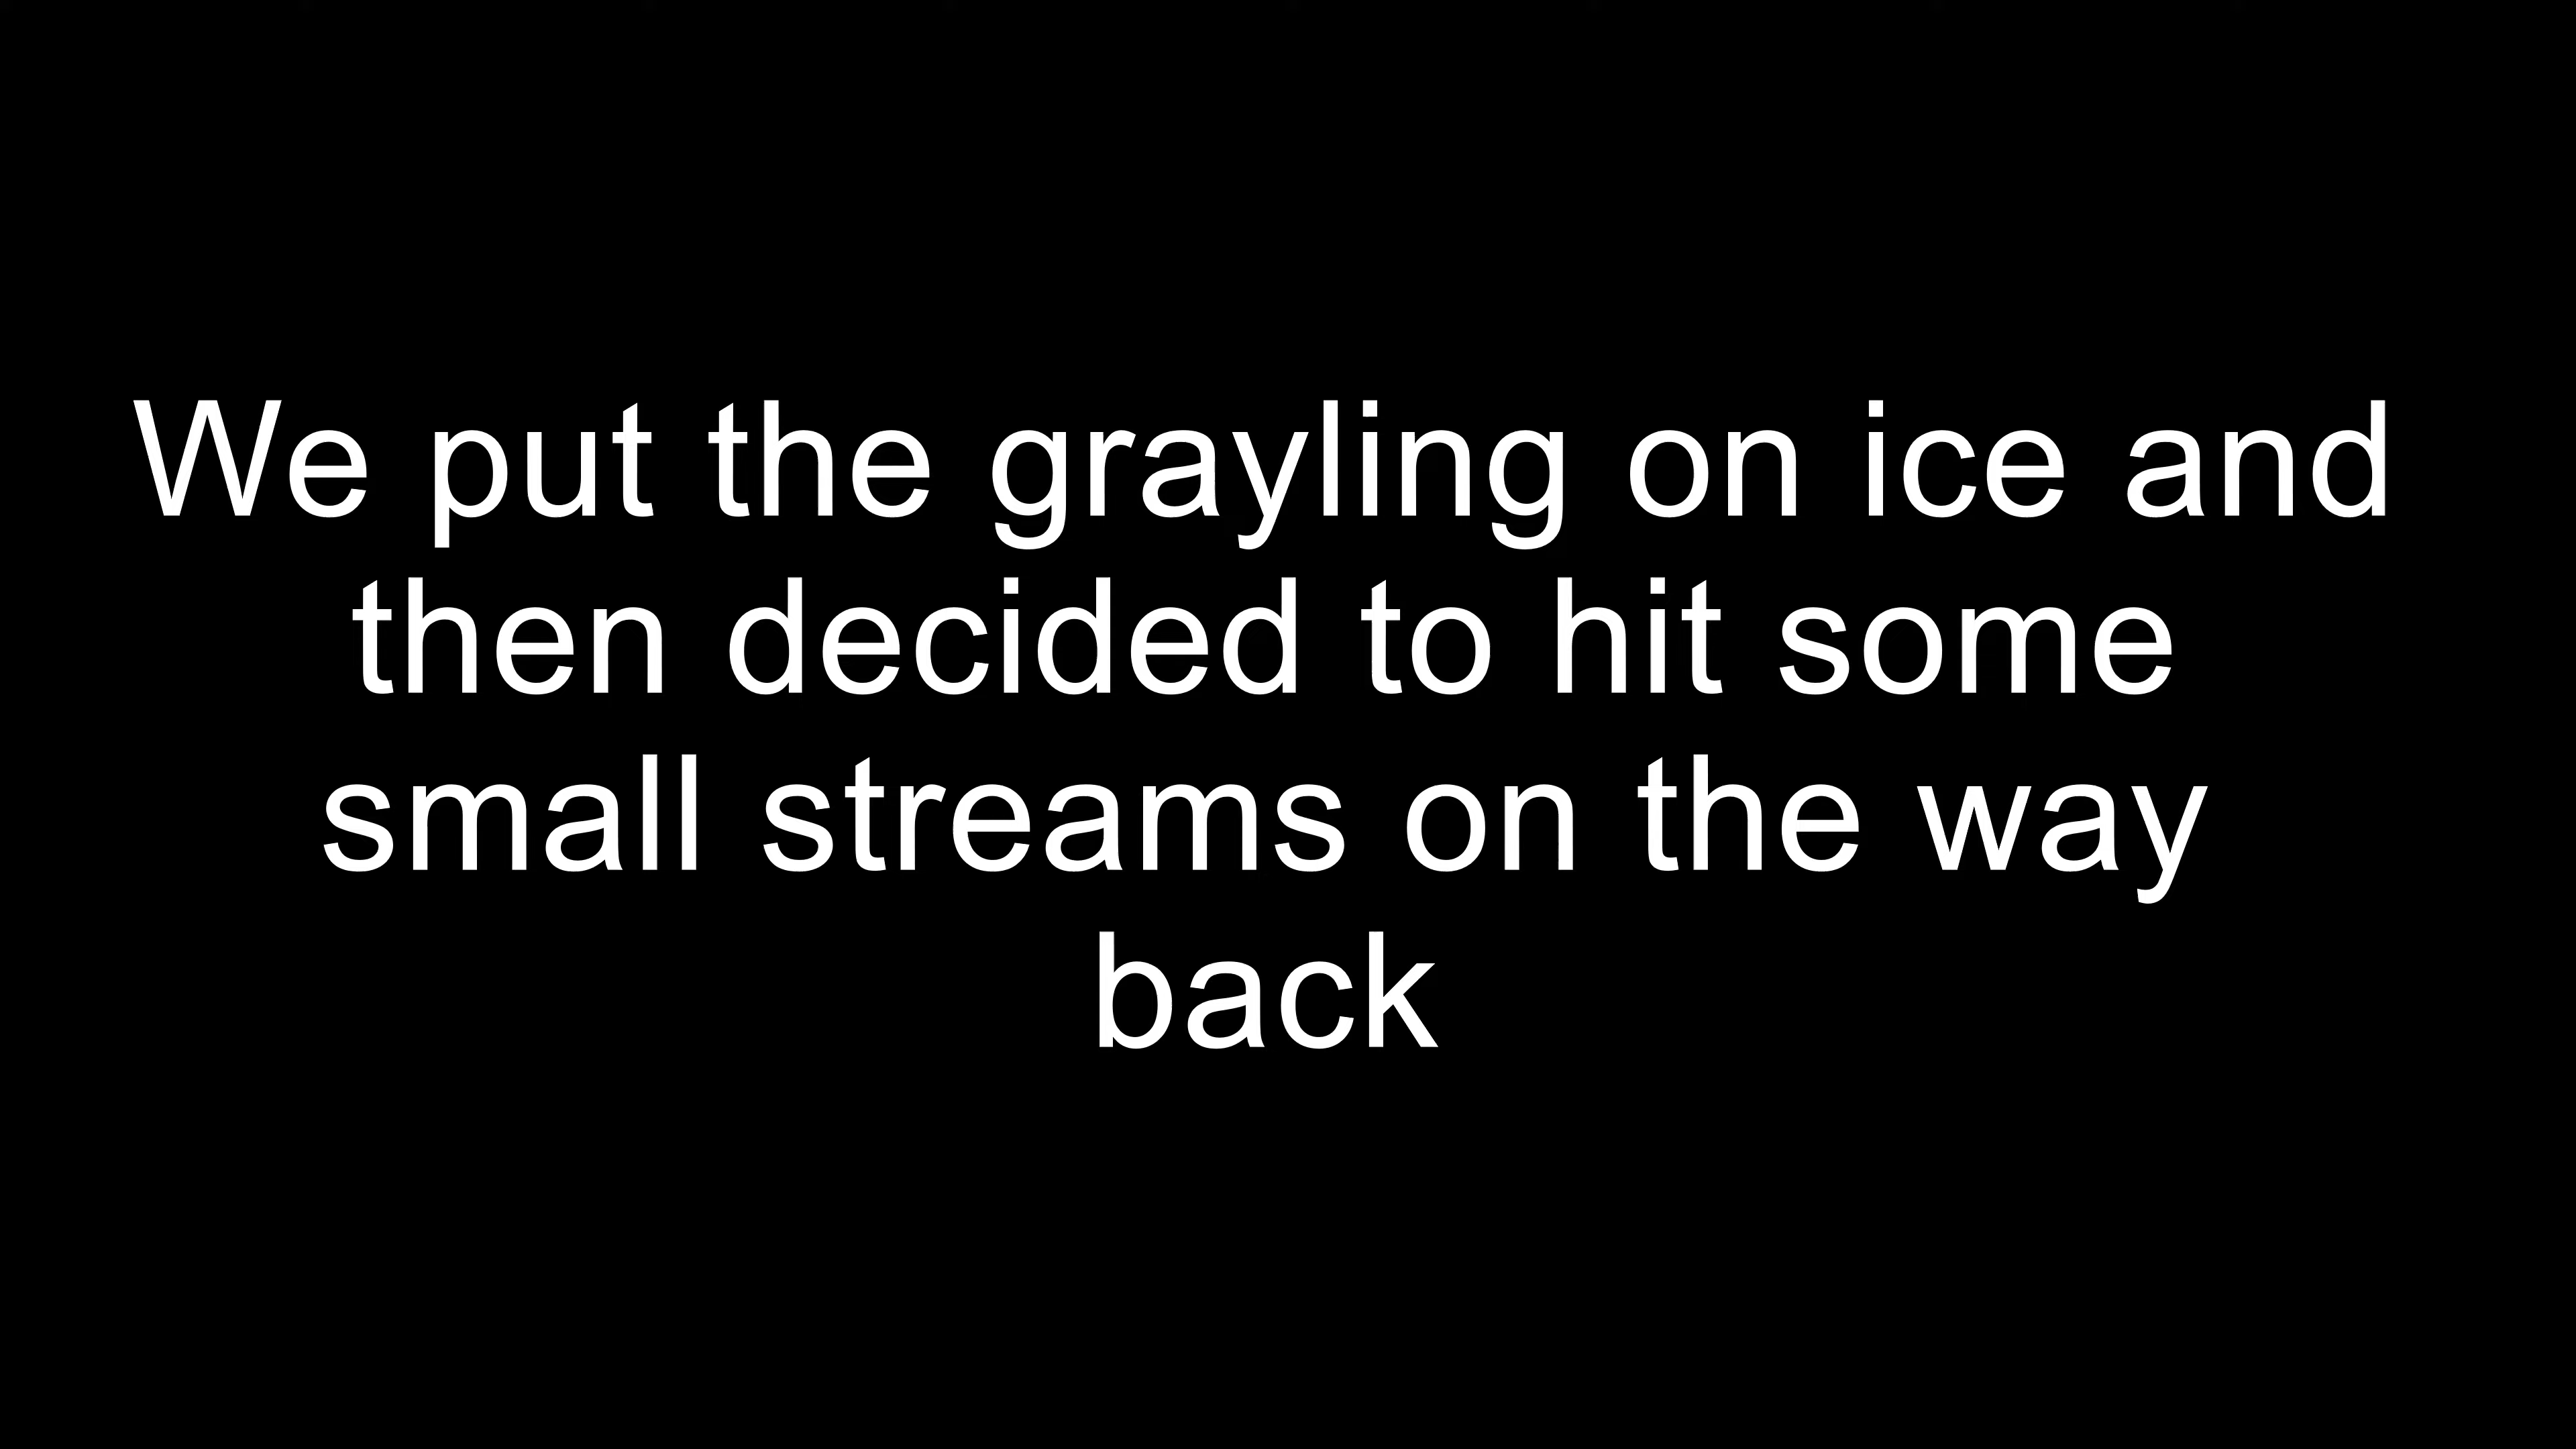 We put the grayling on ice and
then decided to hit some
small streams on the way
back